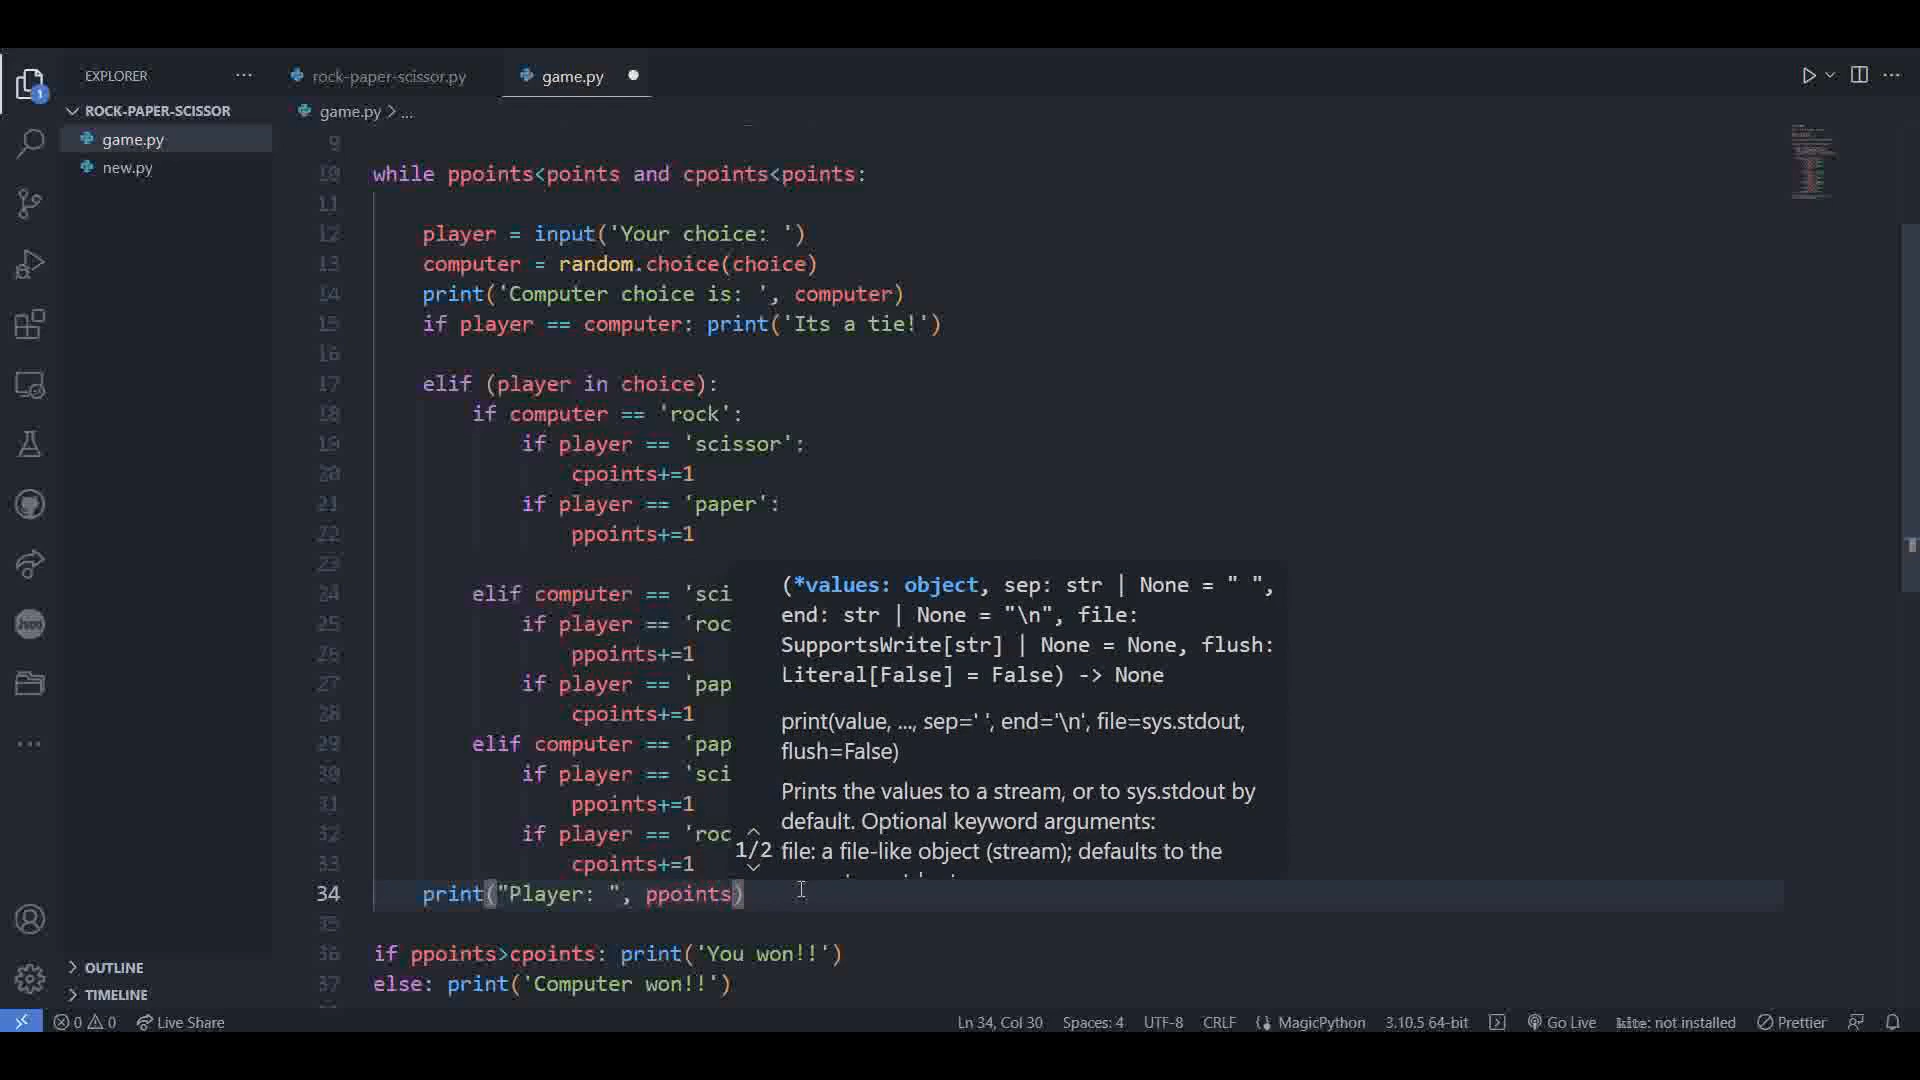 EXPLORER
ROCK-PAPER-SCISSOR
game.py
new.py
OUTLINE
TIMELINE
rock-paper-scissor.py
game.py
game.py > ...
9
10 while ppoints<points and cpoints<points:
11
12 player = input('Your choice: ')
13 computer = random.choice(choice)
14 print('Computer choice is: ', computer)
15 if player == computer: print('Its a tie!')
16
17 elif (player in choice):
18 if computer == 'rock':
19 if player == 'scissor':
20 cpoints+=1
21 if player == 'paper':
22 ppoints+=1
23
24 elif computer == 'sci
25 if player == 'roc
26 ppoints+=1
27 if player == 'pap
28 cpoints+=1
29 elif computer == 'pap
30 if player == 'sci
31 ppoints+=1
32 if player == 'roc
33 cpoints+=1
34 print("Player: ", ppoints)
35
36 if ppoints>cpoints: print('You won!!')
37 else: print('Computer won!!')
1/2
(*values: object, sep: str | None = " ",
end: str | None = "\n", file:
SupportsWrite[str] | None = None, flush:
Literal[False] = False) -> None
print(value, ..., sep=' ', end='\n', file=sys.stdout,
flush=False)
Prints the values to a stream, or to sys.stdout by
default. Optional keyword arguments:
file: a file-like object (stream); defaults to the
1
JSON
0 0 Live Share Ln 34, Col 30 Spaces: 4 UTF-8 CRLF MagicPython 3.10.5 64-bit Go Live kite: not installed Prettier